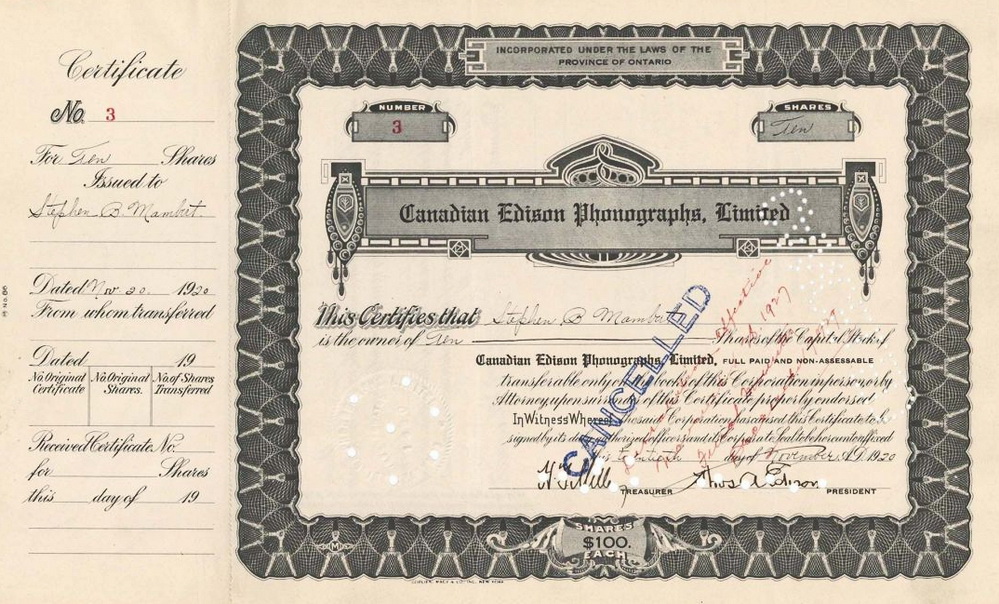 Certificate
No. 3
For Ten Shares
Issued to
Stephen B. Mambert.
Dated Nov. 20. 1920
From whom transferred
Dated 19
No. Original Certificate
No. Original Shares.
No. of Shares Transferred
Received Certificate No.
for Shares
this day of 19
INCORPORATED UNDER THE LAWS OF THE
PROVINCE OF ONTARIO
NUMBER
3
SHARES
Ten
Canadian Edison Phonographs, Limited
This Certifies that Stephen B Mambert
is the owner of Ten Shares of the Capital Stock of
Canadian Edison Phonographs, Limited, FULL PAID AND NON-ASSESSABLE
transferable only on books of this Corporation in person or by
Attorney upon surrender of this Certificate properly endorsed
In Witness Whereof, the said Corporation has caused this Certificate to be
signed by its duly authorized officers and its Corporate Seal to be hereunto affixed
day of November A.D. 1920
TREASURER Thos A Edison PRESIDENT
CANCELLED
SHARES
$100.
EACH
M